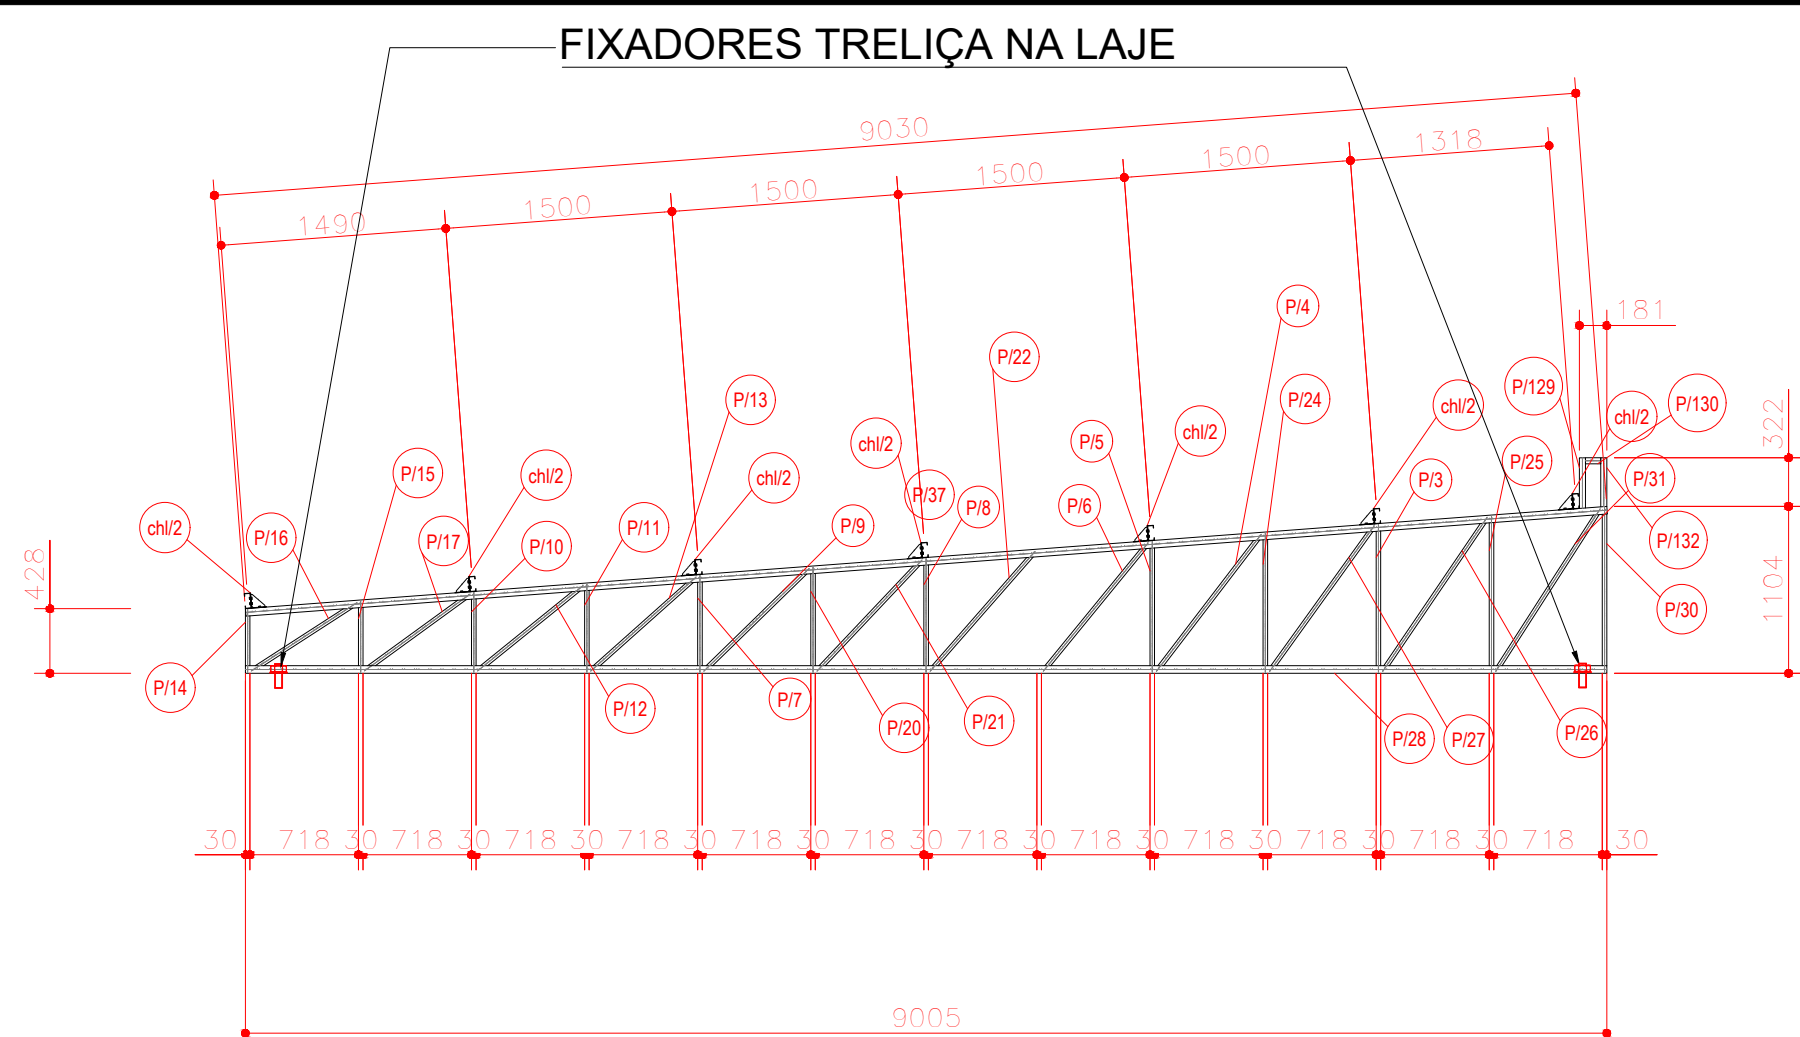 FIXADORES TRELIÇA NA LAJE
9030
1490
1500
1500
1500
1500
1318
181
P/4
P/22
P/13
P/24
P/129
P/130
chl/2
chl/2
chl/2
chl/2
322
P/5
P/15
chl/2
chl/2
P/37
P/8
P/6
P/3
P/25
P/31
chl/2
P/16
P/17
P/10
P/11
P/9
P/132
428
1104
P/30
P/14
P/12
P/7
P/20
P/21
P/28
P/27
P/26
30 718 30 718 30 718 30 718 30 718 30 718 30 718 30 718 30 718 30 718 30 718 30 718 30
9005